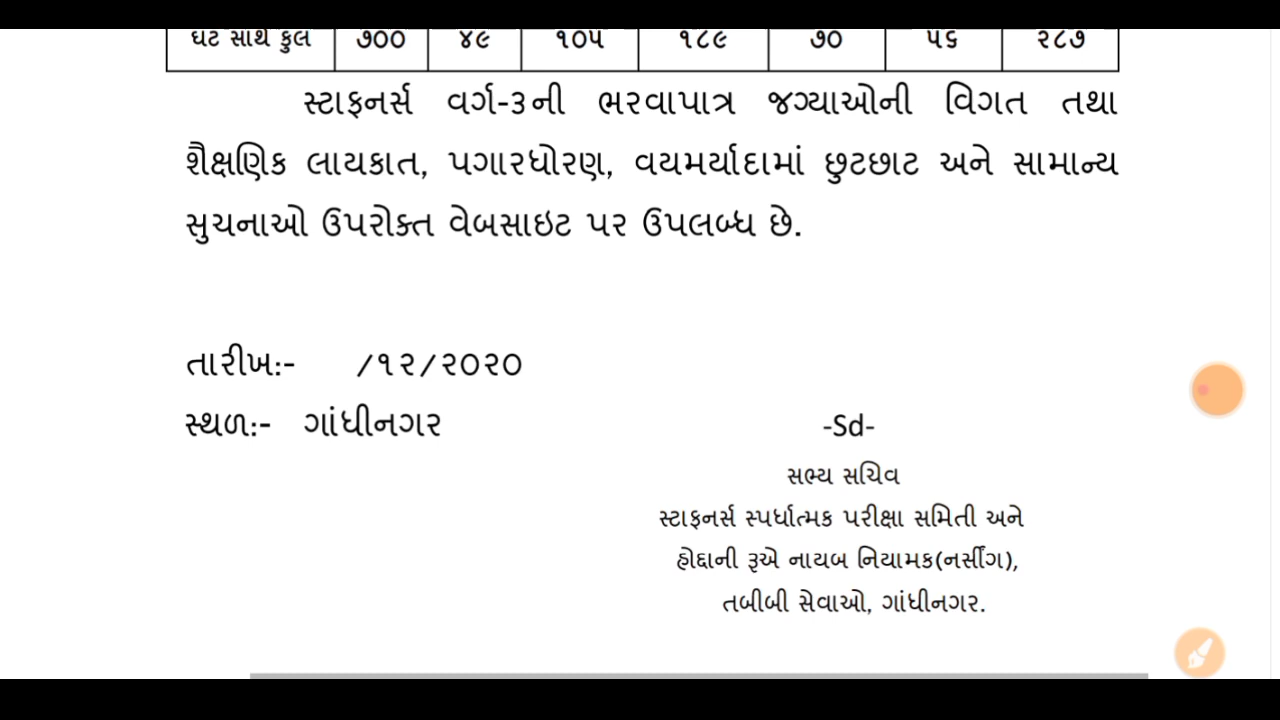 ઘટ સાથે કુલ ૭૦૦ ૪૯ ૧૦૫ ૧૮૯ ૭૦ ૫૬ ૨૮૭
સ્ટાફનર્સ વર્ગ-૩ની ભરવાપાત્ર જગ્યાઓની વિગત તથા
શૈક્ષણિક લાયકાત, પગારધોરણ, વયમર્યાદામાં છુટછાટ અને સામાન્ય
સુચનાઓ ઉપરોક્ત વેબસાઇટ પર ઉપલબ્ધ છે.
તારીખ:- /૧૨/૨૦૨૦
સ્થળ:- ગાંધીનગર -Sd-
સભ્ય સચિવ
સ્ટાફનર્સ સ્પર્ધાત્મક પરીક્ષા સમિતી અને
હોદ્દાની રૂએ નાયબ નિયામક(નર્સીંગ),
તબીબી સેવાઓ, ગાંધીનગર.